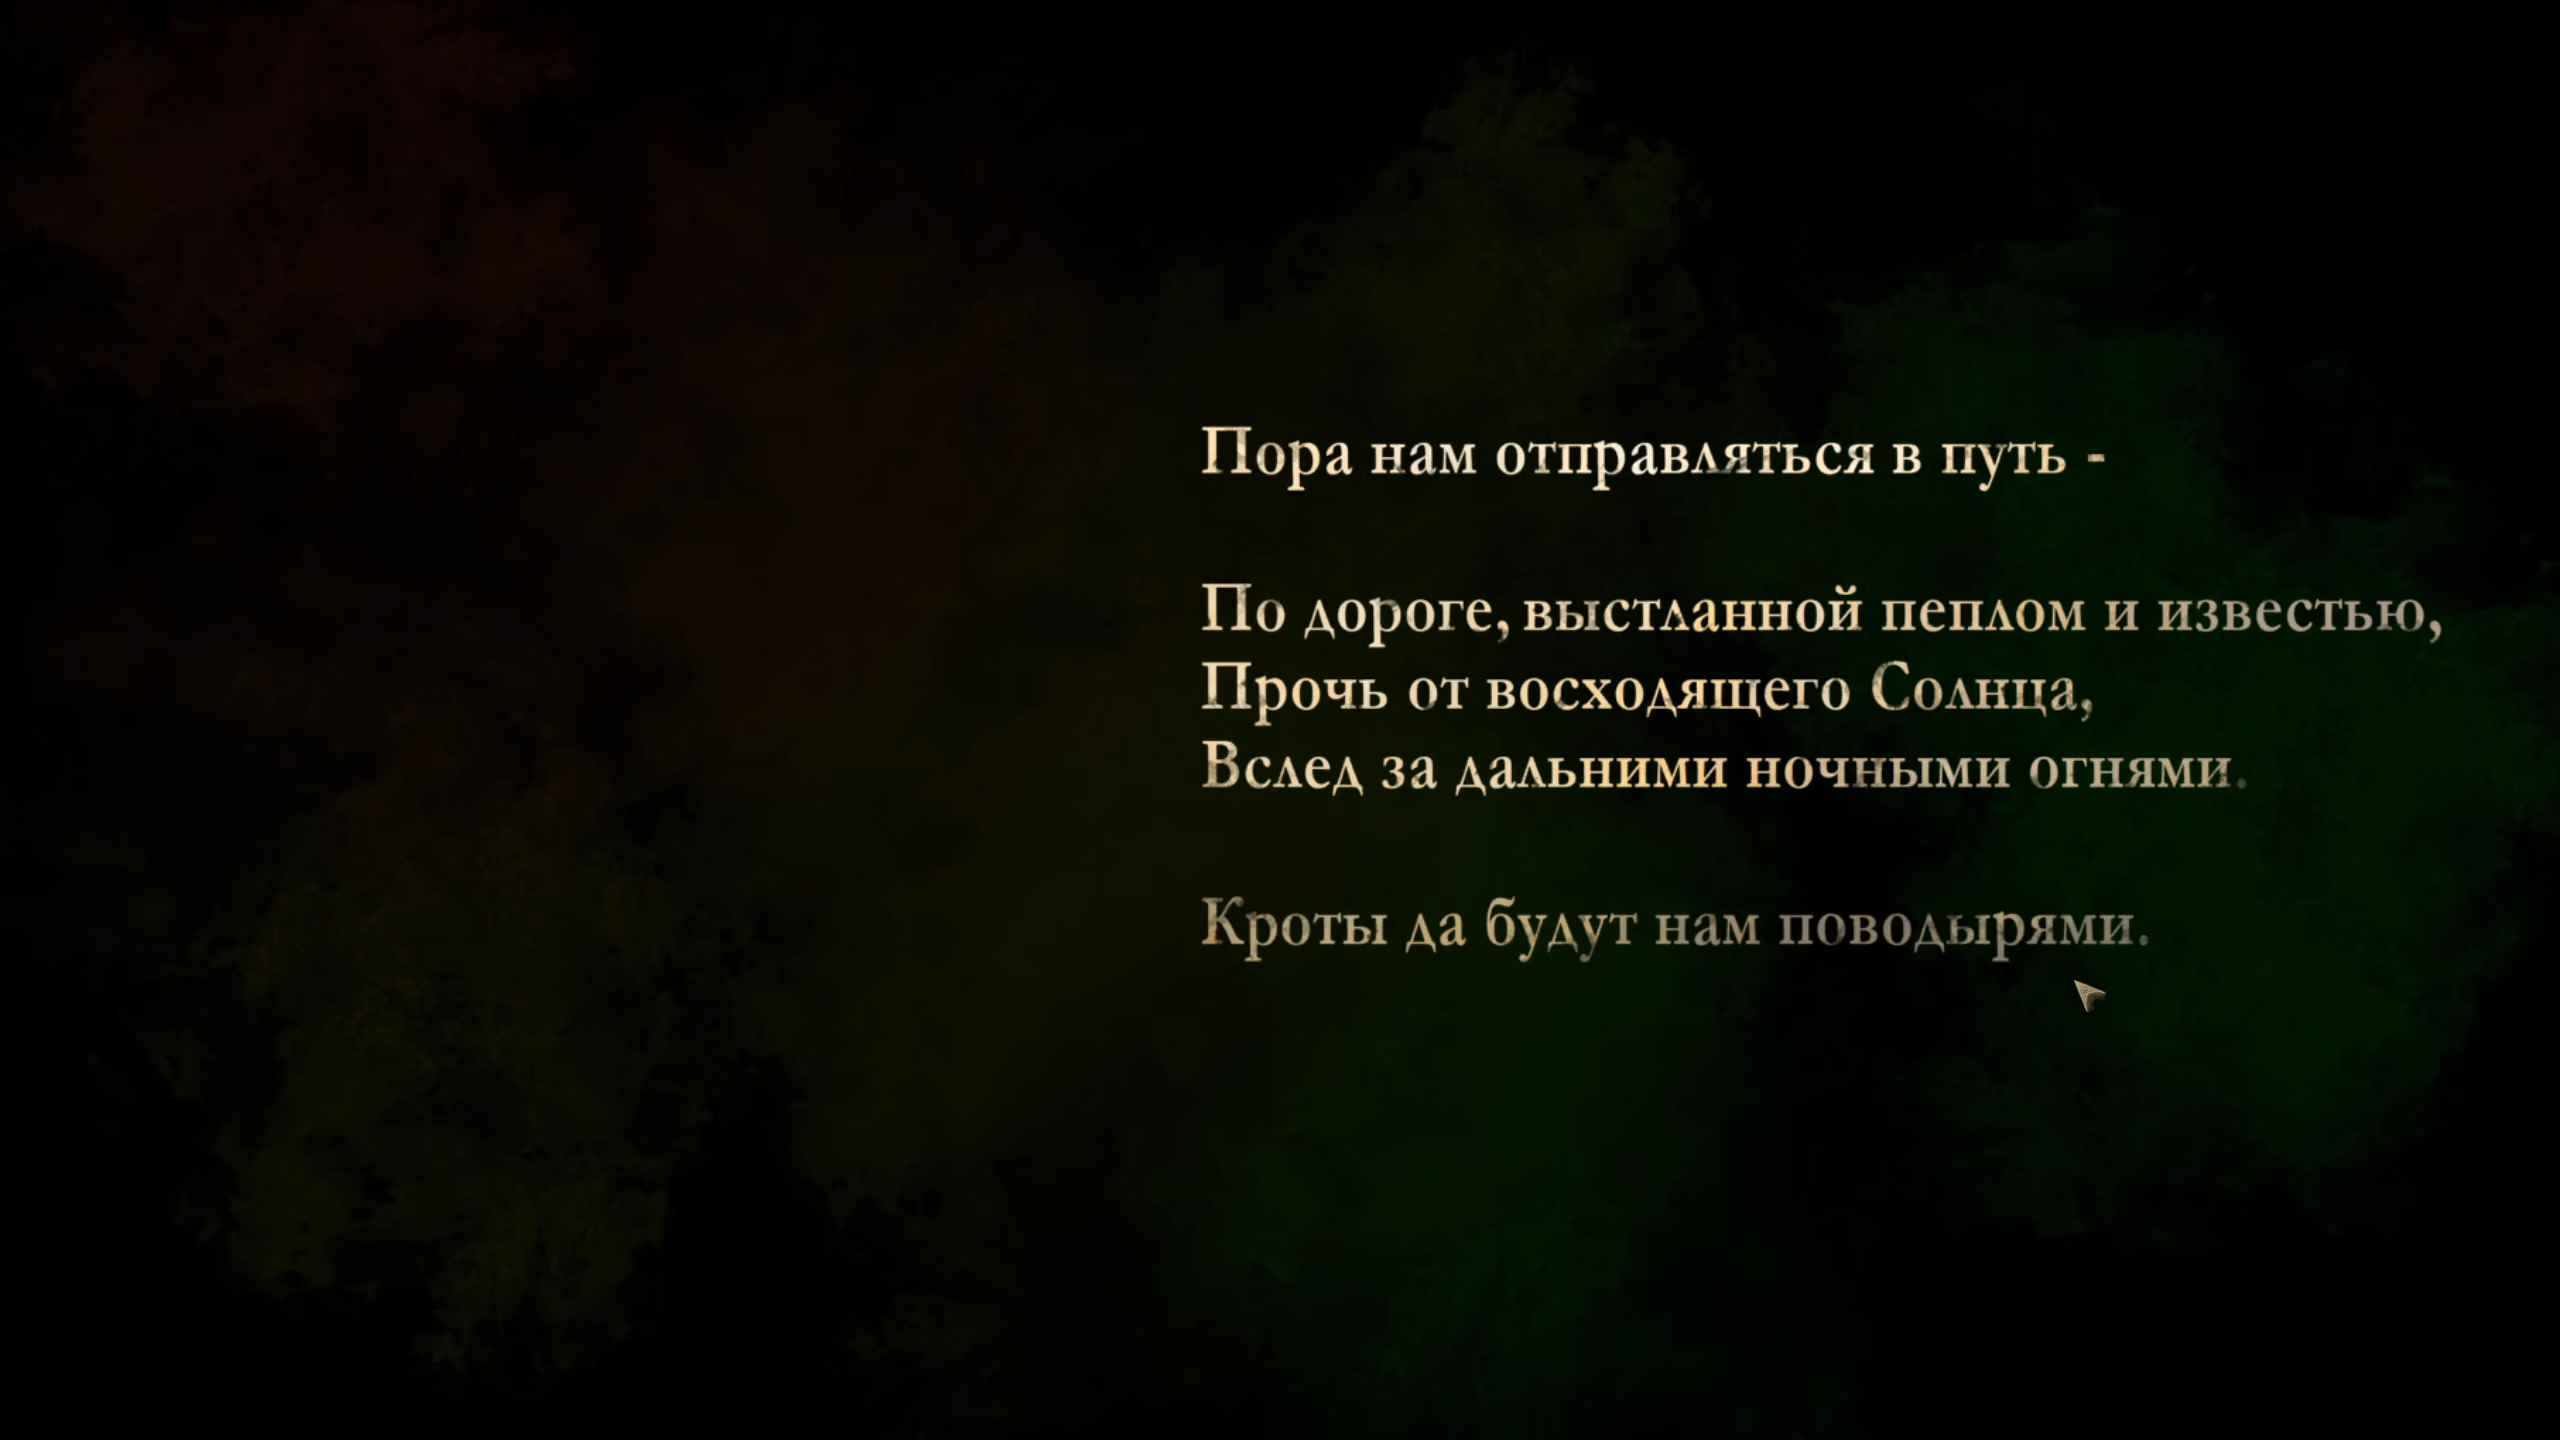 Пора нам отправляться в путь -
По дороге, выстланной пеплом и известью,
Прочь от восходящего Солнца,
Вслед за дальними ночными огнями.
Кроты да будут нам поводырями.